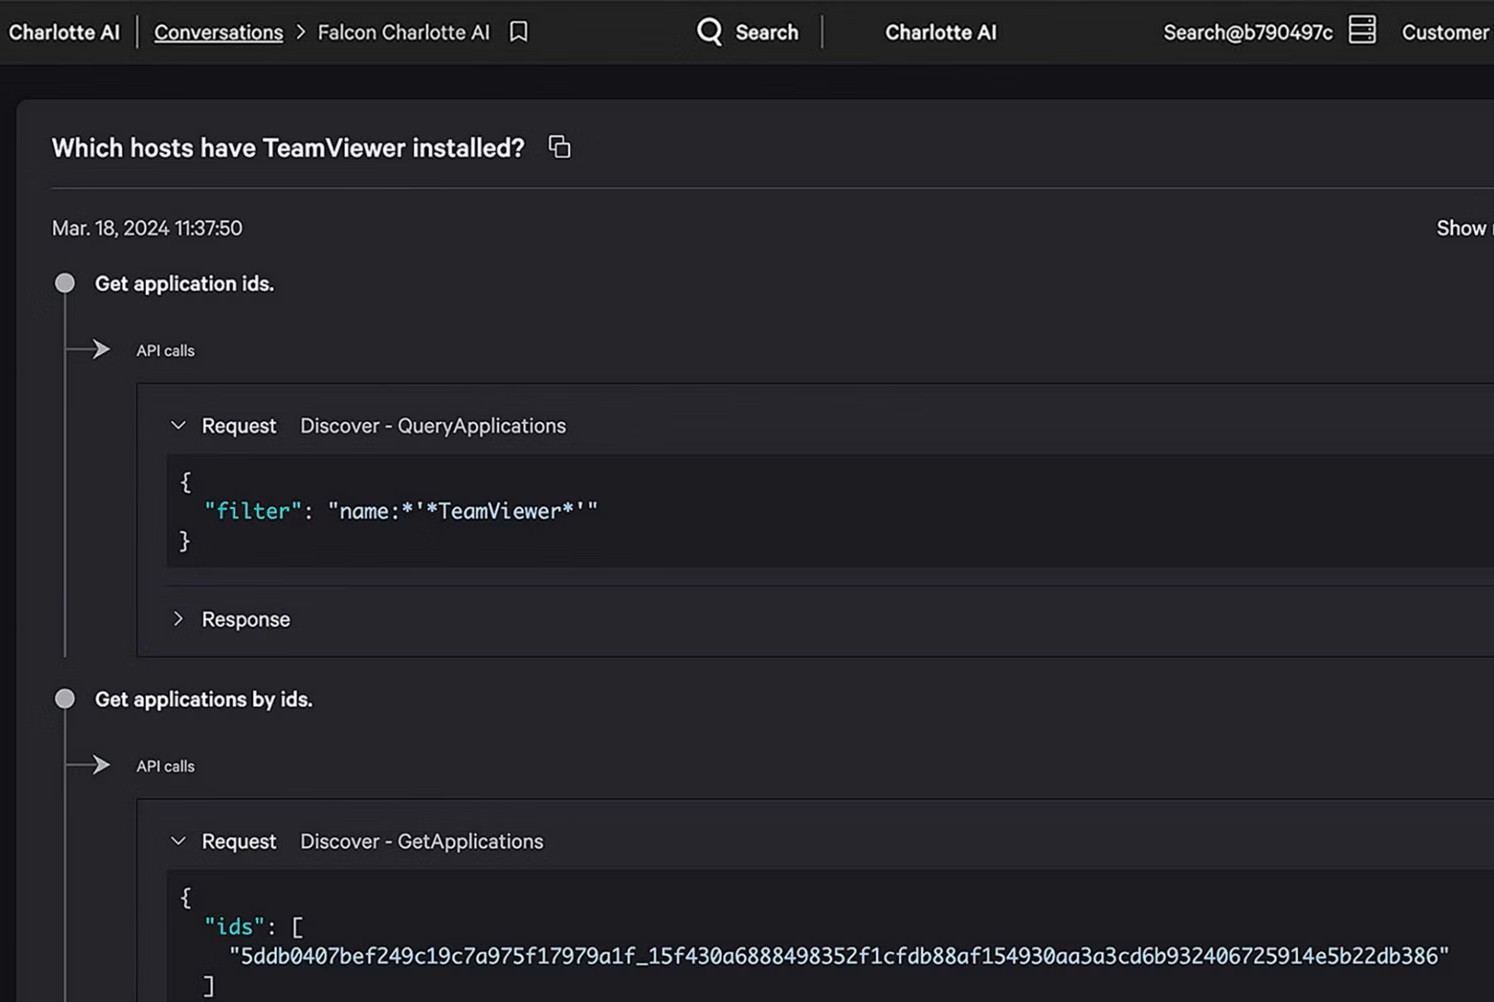 Charlotte AI Conversations > Falcon Charlotte AI Search Charlotte AI Search@b790497c Customer
Which hosts have TeamViewer installed?
Mar. 18, 2024 11:37:50 Show
Get application ids.
API calls
Request Discover - QueryApplications
{
"filter": "name:*'*TeamViewer*'"
}
Response
Get applications by ids.
API calls
Request Discover - GetApplications
{
"ids": [
"5ddb0407bef249c19c7a975f17979a1f_15f430a6888498352f1cfdb88af154930aa3a3cd6b932406725914e5b22db386"
]